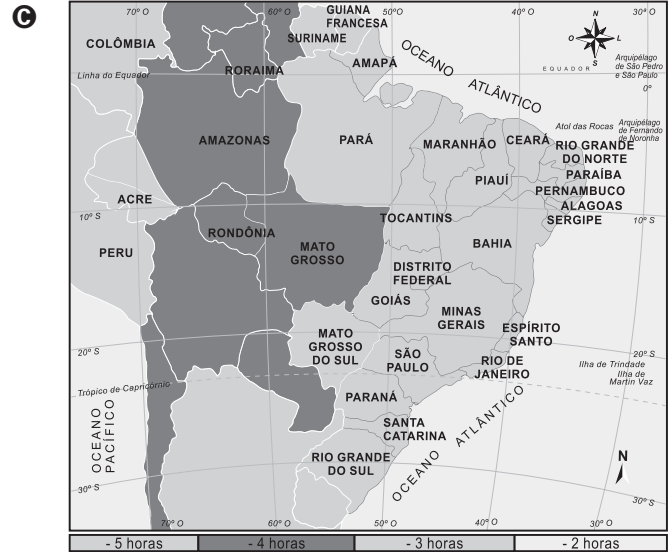 C
70° O
60° O
50° O
40° O
30° O
GUIANA
FRANCESA
SURINAME
COLÔMBIA
RORAIMA
AMAPÁ
OCEANO ATLÂNTICO
N
O
L
S
EQUADOR
Arquipélago
de São Pedro
e São Paulo
Linha do Equador
0°
AMAZONAS
PARÁ
MARANHÃO
CEARÁ
Atol das Rocas
Arquipélago
de Fernando
de Noronha
RIO GRANDE
DO NORTE
PARAÍBA
PIAUÍ
PERNAMBUCO
ALAGOAS
SERGIPE
ACRE
10° S
10° S
TOCANTINS
RONDÔNIA
MATO
GROSSO
BAHIA
PERU
DISTRITO
FEDERAL
GOIÁS
MINAS
GERAIS
ESPÍRITO
SANTO
MATO
GROSSO
DO SUL
SÃO
PAULO
RIO DE
JANEIRO
20° S
20° S
Ilha de Trindade
Ilha de
Martin Vaz
Trópico de Capricórnio
PARANÁ
OCEANO
PACÍFICO
SANTA
CATARINA
OCEANO ATLÂNTICO
RIO GRANDE
DO SUL
N
30° S
30° S
70° O
60° O
50° O
40° O
30° O
- 5 horas
- 4 horas
- 3 horas
- 2 horas